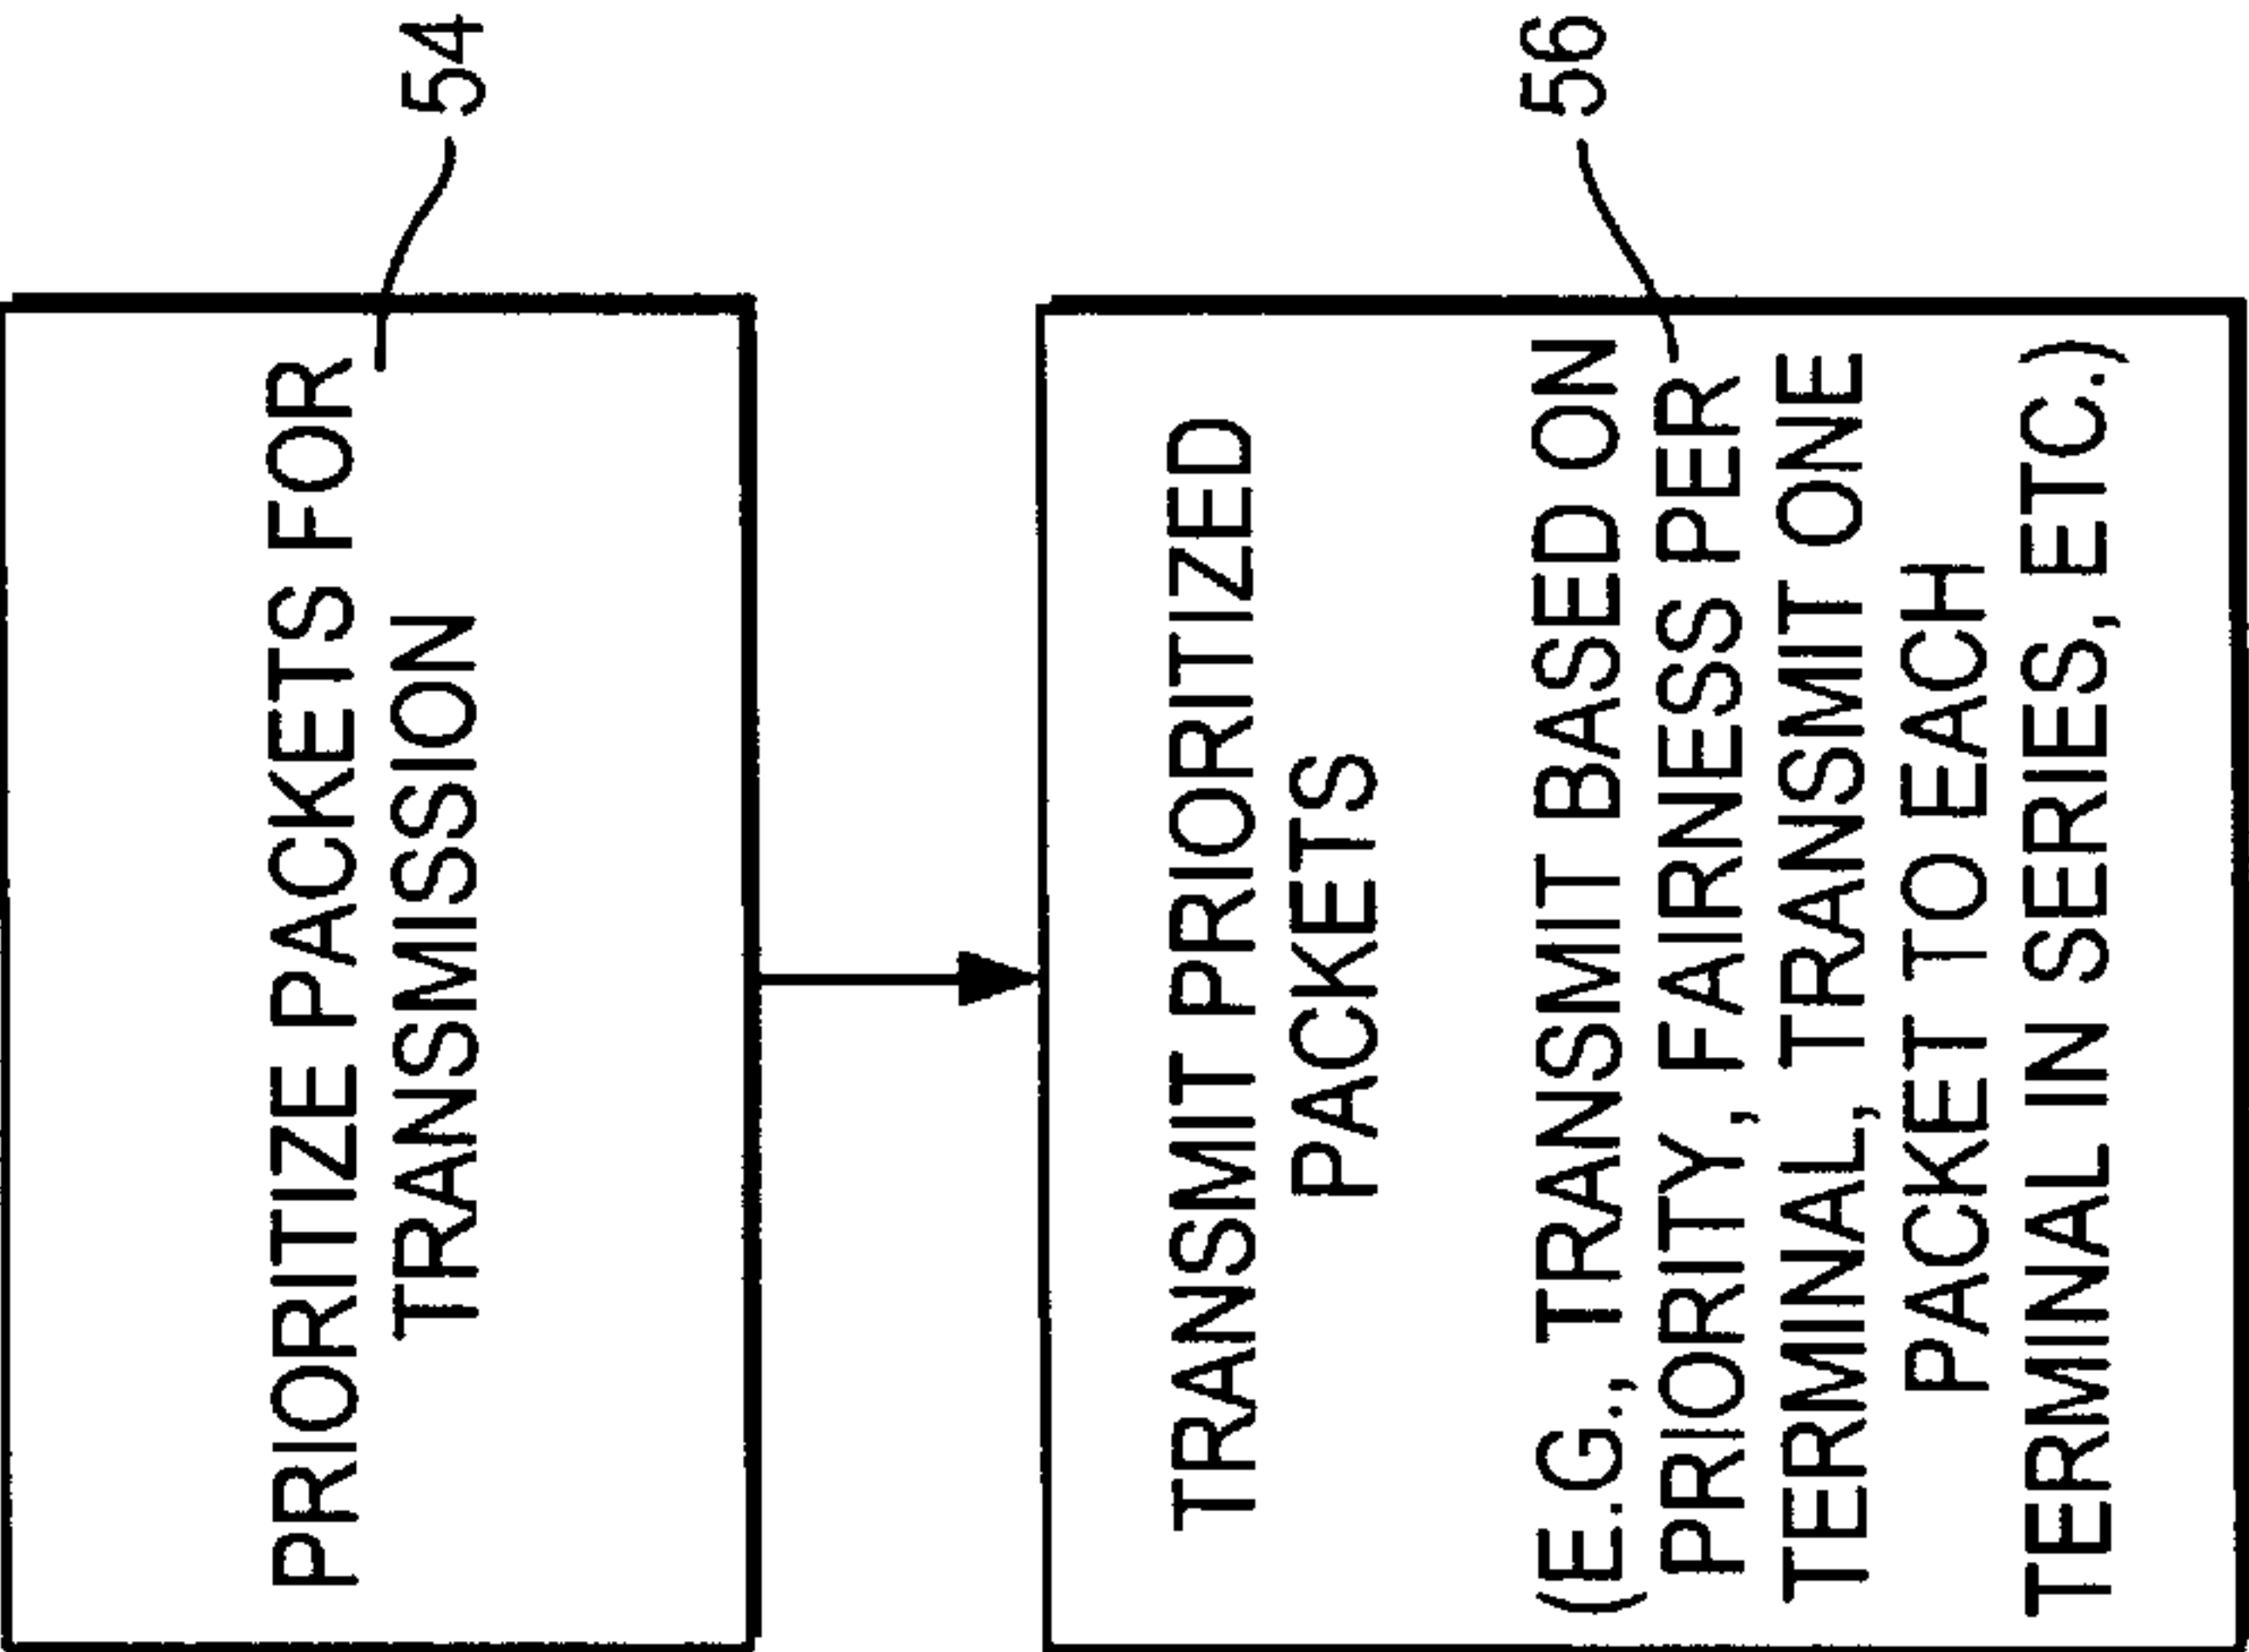 PRIORITIZE PACKETS FOR
TRANSMISSION
54
TRANSMIT PRIORITIZED
PACKETS
(E.G., TRANSMIT BASED ON
PRIORITY, FAIRNESS PER
TERMINAL, TRANSMIT ONE
PACKET TO EACH
TERMINAL IN SERIES, ETC.)
56